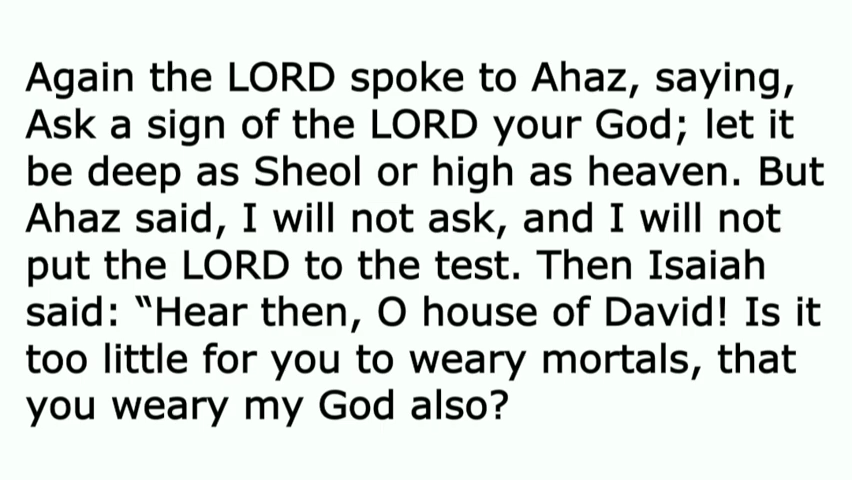 Again the LORD spoke to Ahaz, saying,
Ask a sign of the LORD your God; let it
be deep as Sheol or high as heaven. But
Ahaz said, I will not ask, and I will not
put the LORD to the test. Then Isaiah
said: “Hear then, O house of David! Is it
too little for you to weary mortals, that
you weary my God also?